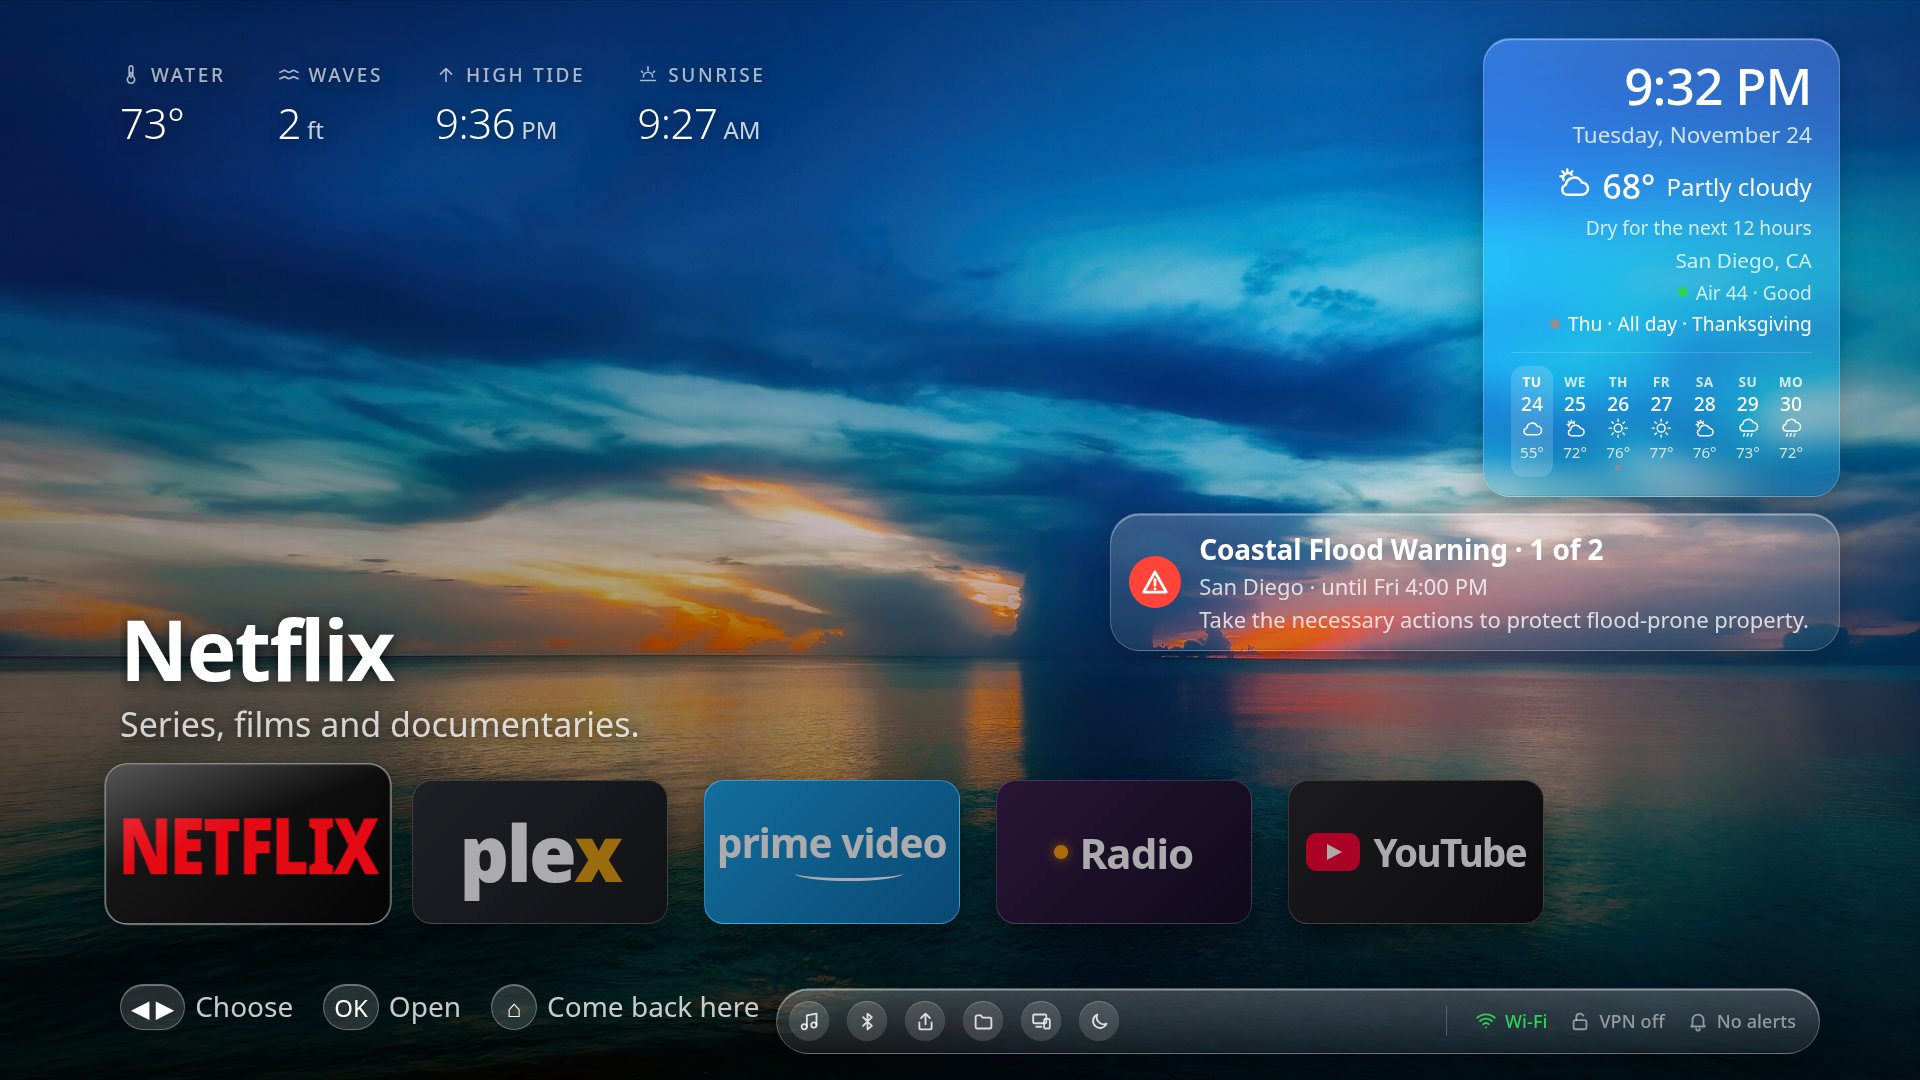 WATER
73°
WAVES
2 ft
HIGH TIDE
9:36 PM
SUNRISE
9:27 AM
9:32 PM
Tuesday, November 24
68° Partly cloudy
Dry for the next 12 hours
San Diego, CA
Air 44 · Good
Thu · All day · Thanksgiving
TU WE TH FR SA SU MO
24 25 26 27 28 29 30
55° 72° 76° 77° 76° 73° 72°
Coastal Flood Warning · 1 of 2
San Diego · until Fri 4:00 PM
Take the necessary actions to protect flood-prone property.
Netflix
Series, films and documentaries.
NETFLIX
plex
prime video
Radio
YouTube
Choose
OK Open
Come back here
Wi-Fi
VPN off
No alerts